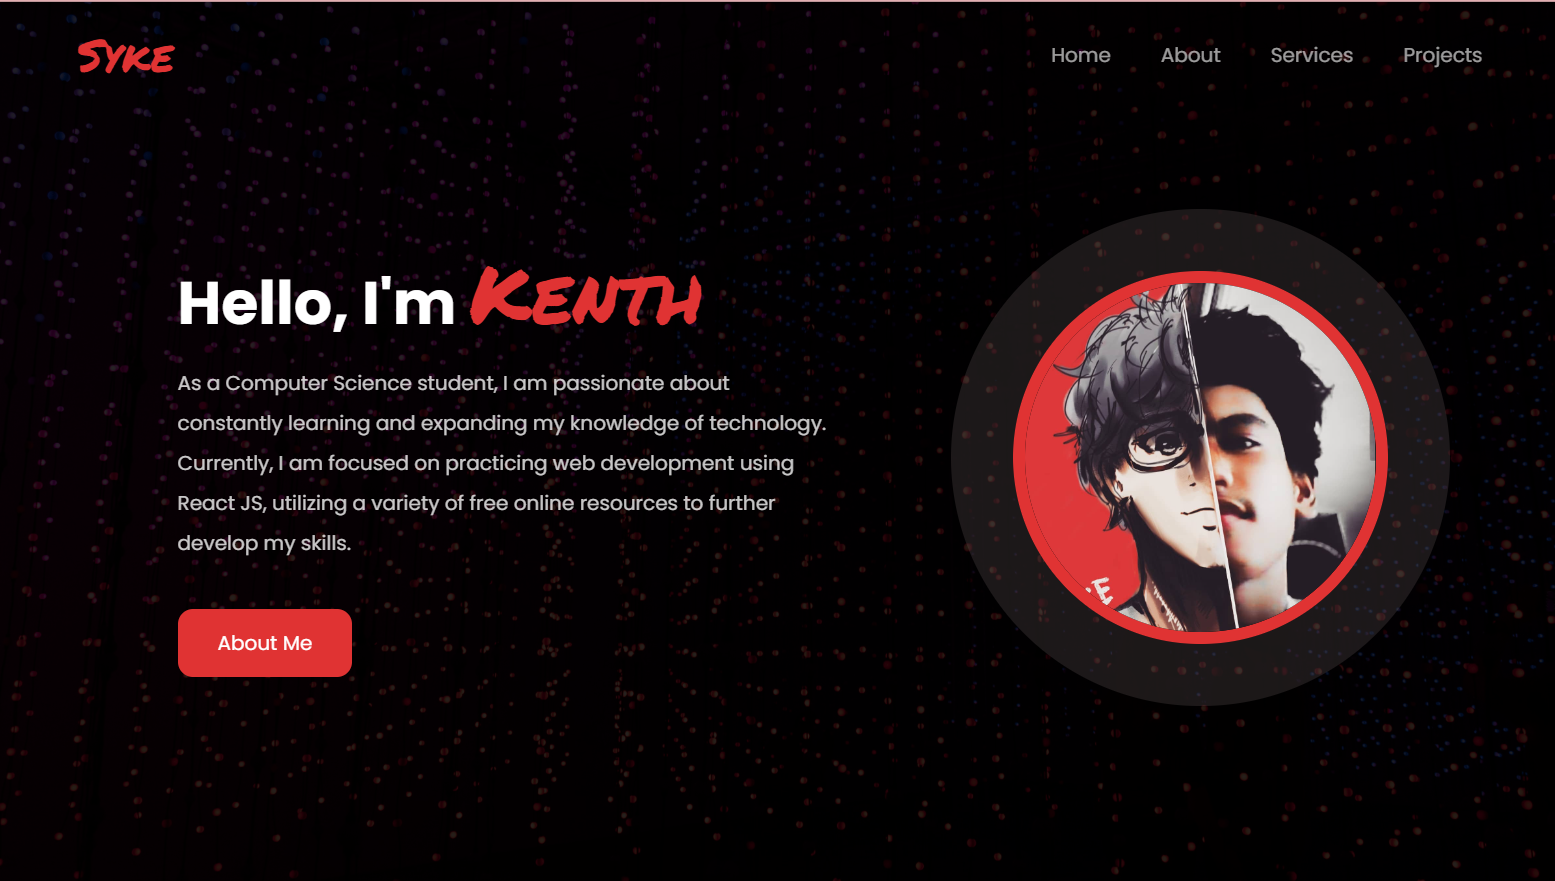 SYKE
Home About Services Projects
Hello, I'm KENTH
As a Computer Science student, I am passionate about
constantly learning and expanding my knowledge of technology.
Currently, I am focused on practicing web development using
React JS, utilizing a variety of free online resources to further
develop my skills.
About Me